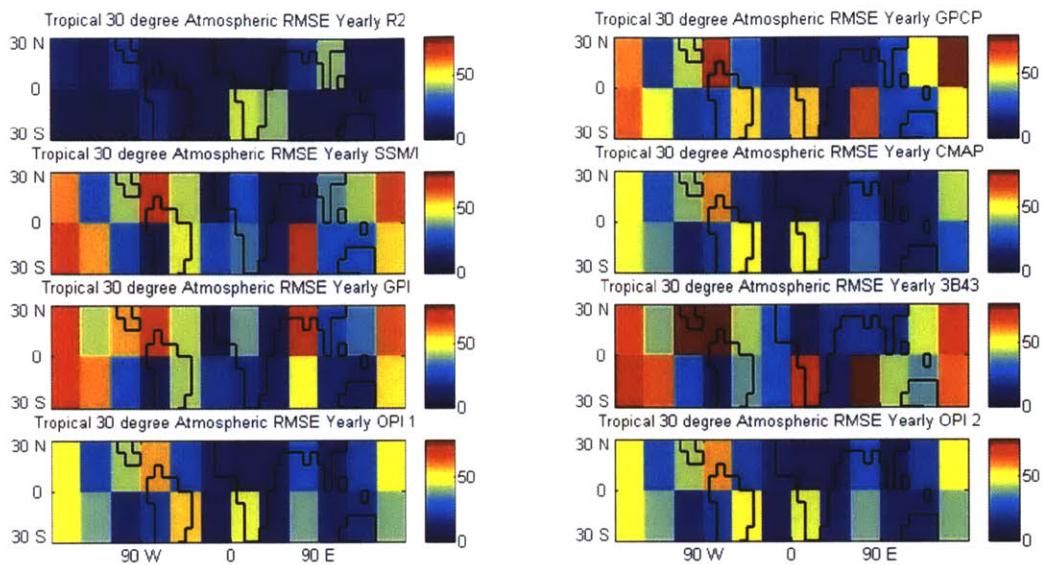 Tropical 30 degree Atmospheric RMSE Yearly R2
30 N
0
30 S
50
0
Tropical 30 degree Atmospheric RMSE Yearly SSM/I
30 N
0
30 S
50
0
Tropical 30 degree Atmospheric RMSE Yearly GPI
30 N
0
30 S
50
0
Tropical 30 degree Atmospheric RMSE Yearly OPI 1
30 N
0
30 S
50
0
90 W 0 90 E
Tropical 30 degree Atmospheric RMSE Yearly GPCP
30 N
0
30 S
50
0
Tropical 30 degree Atmospheric RMSE Yearly CMAP
30 N
0
30 S
50
0
Tropical 30 degree Atmospheric RMSE Yearly 3B43
30 N
0
30 S
50
0
Tropical 30 degree Atmospheric RMSE Yearly OPI 2
30 N
0
30 S
50
0
90 W 0 90 E